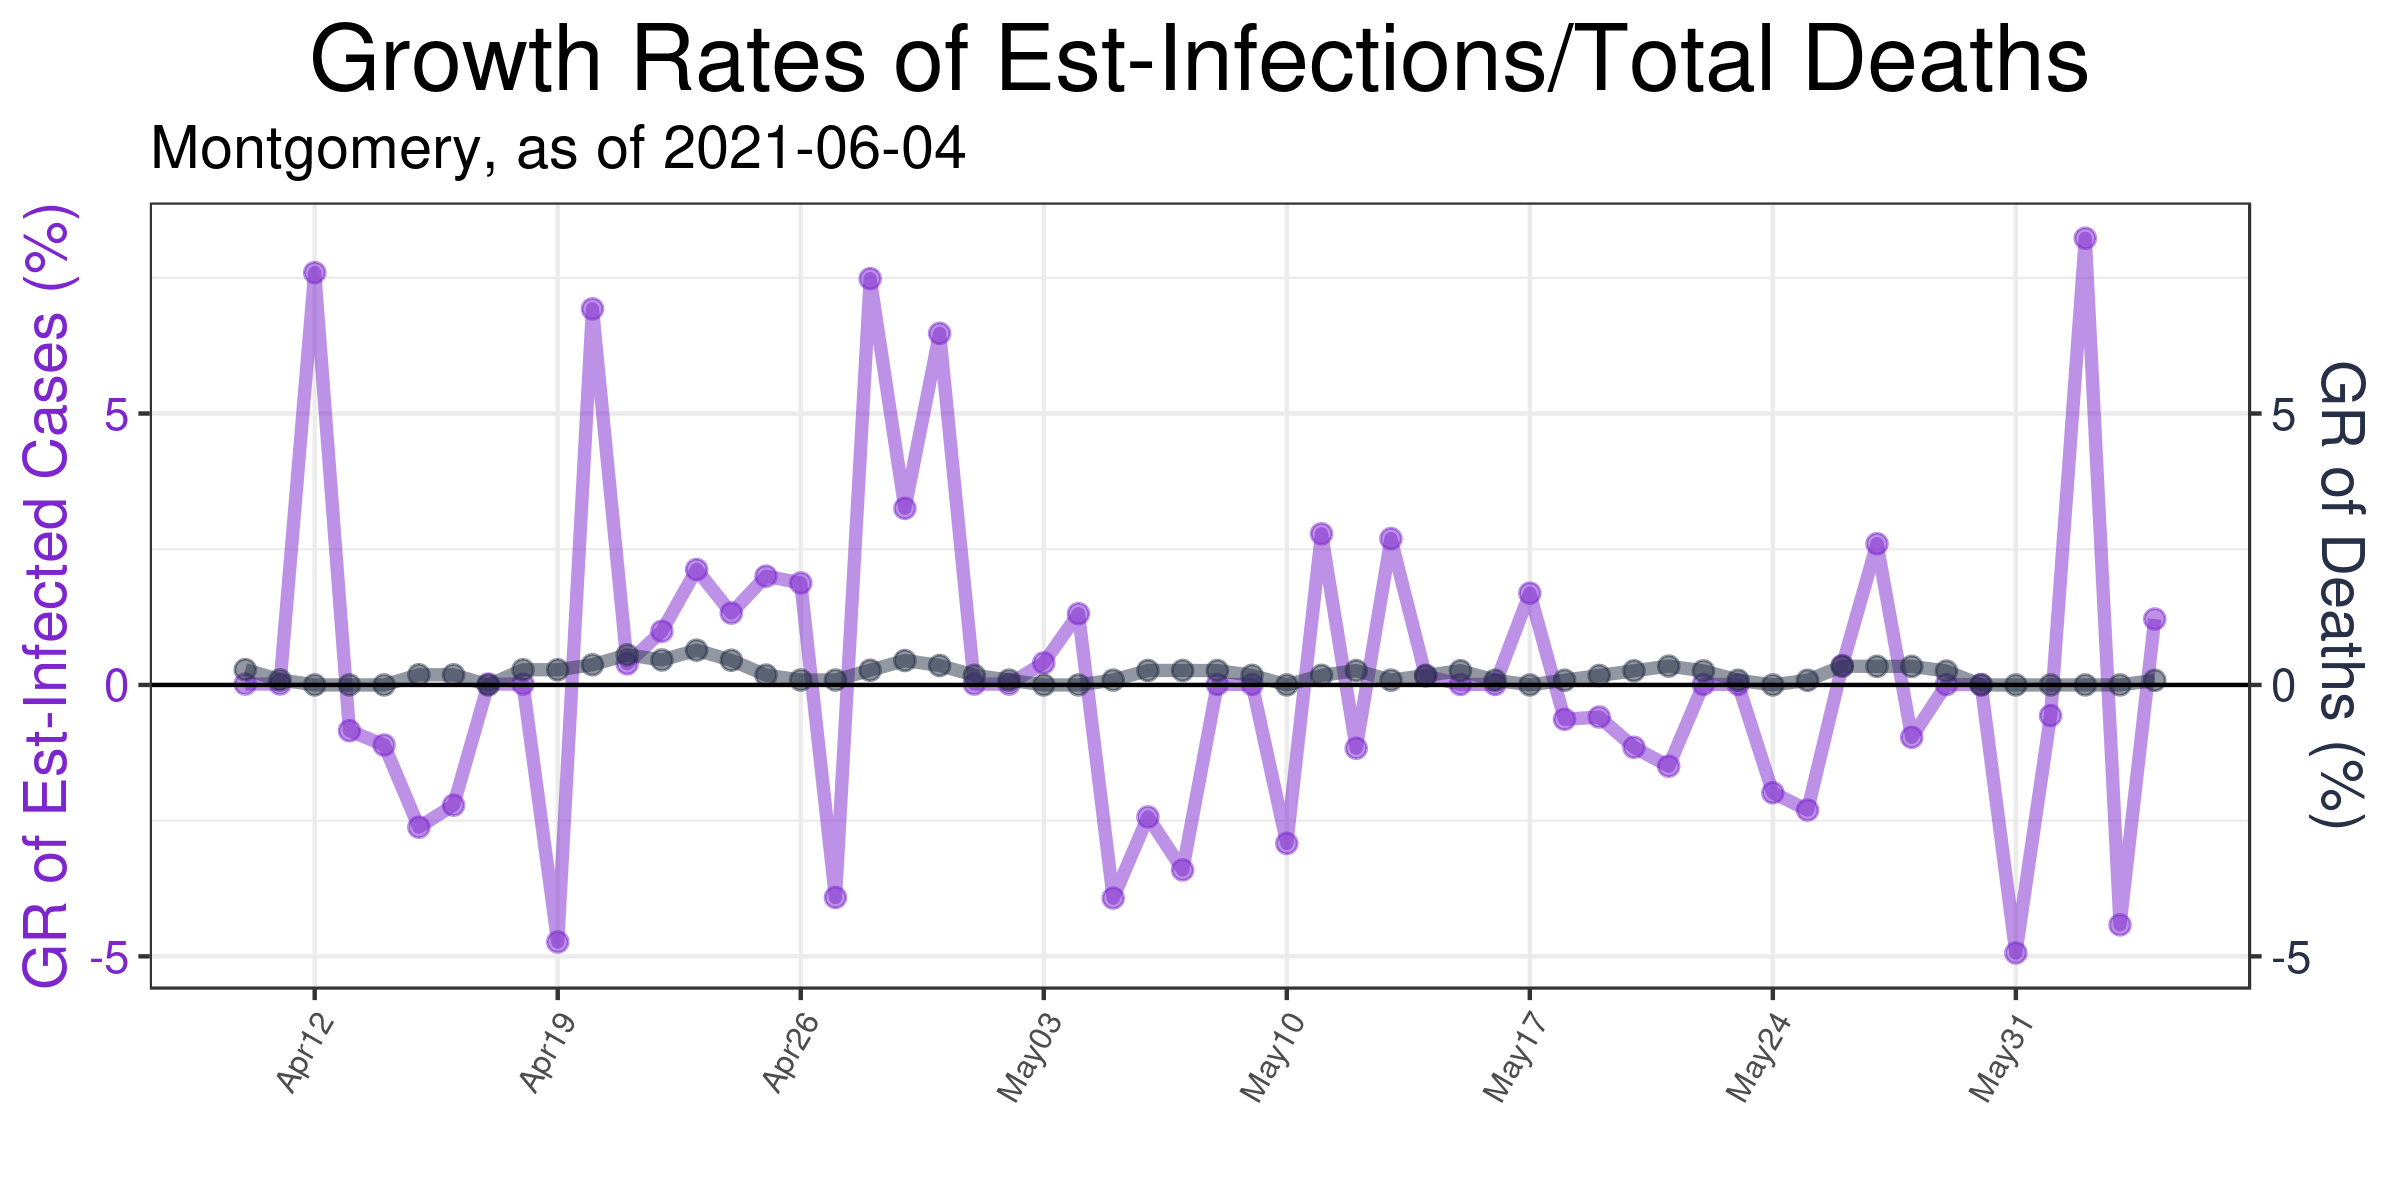 Growth Rates of Est-Infections/Total Deaths
Montgomery, as of 2021-06-04
GR of Est-Infected Cases (%)
5
0
-5
GR of Deaths (%)
5
0
-5
Apr12
Apr19
Apr26
May03
May10
May17
May24
May31